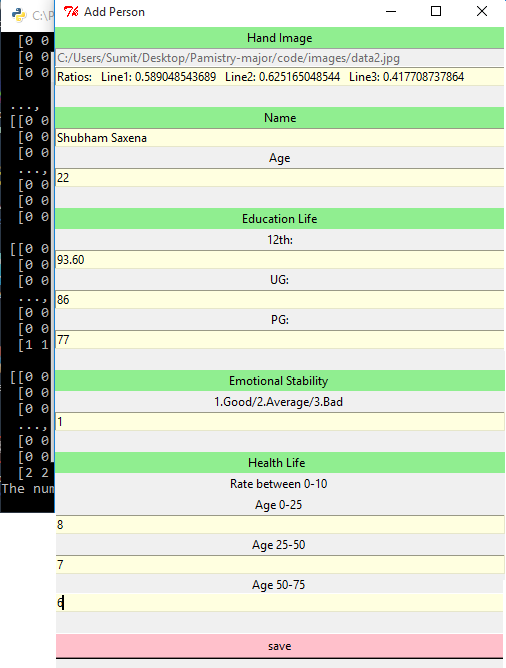 C:\P
Add Person
[0 0
[0 0
[0 0
...,
[[0 0
[0 0
[0 0
...,
[0 0
[0 0
[0 0
[[0 0
[0 0
[0 0
...,
[0 0
[0 0
[1 1
[[0 0
[0 0
[0 0
...,
[0 0
[0 0
[2 2
The num
Hand Image
C:/Users/Sumit/Desktop/Pamistry-major/code/images/data2.jpg
Ratios: Line1: 0.589048543689 Line2: 0.625165048544 Line3: 0.417708737864
Name
Shubham Saxena
Age
22
Education Life
12th:
93.60
UG:
86
PG:
77
Emotional Stability
1.Good/2.Average/3.Bad
1
Health Life
Rate between 0-10
Age 0-25
8
Age 25-50
7
Age 50-75
6
save